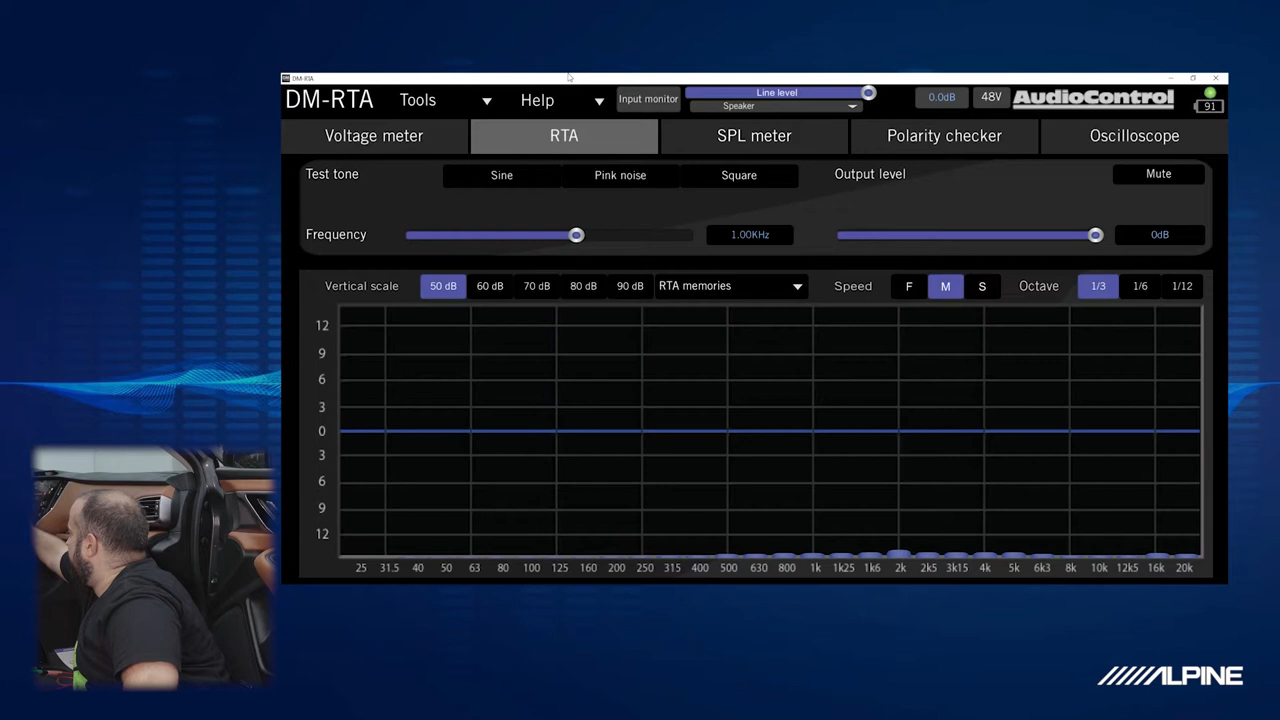 DM-RTA
DM-RTA Tools Help Input monitor Line level 0.0dB 48V AudioControl 91
Speaker
Voltage meter RTA SPL meter Polarity checker Oscilloscope
Test tone Sine Pink noise Square Output level Mute
Frequency 1.00KHz 0dB
Vertical scale 50 dB 60 dB 70 dB 80 dB 90 dB RTA memories Speed F M S Octave 1/3 1/6 1/12
12
9
6
3
0
3
6
9
12
25 31.5 40 50 63 80 100 125 160 200 250 315 400 500 630 800 1k 1k25 1k6 2k 2k5 3k15 4k 5k 6k3 8k 10k 12k5 16k 20k
ALPINE